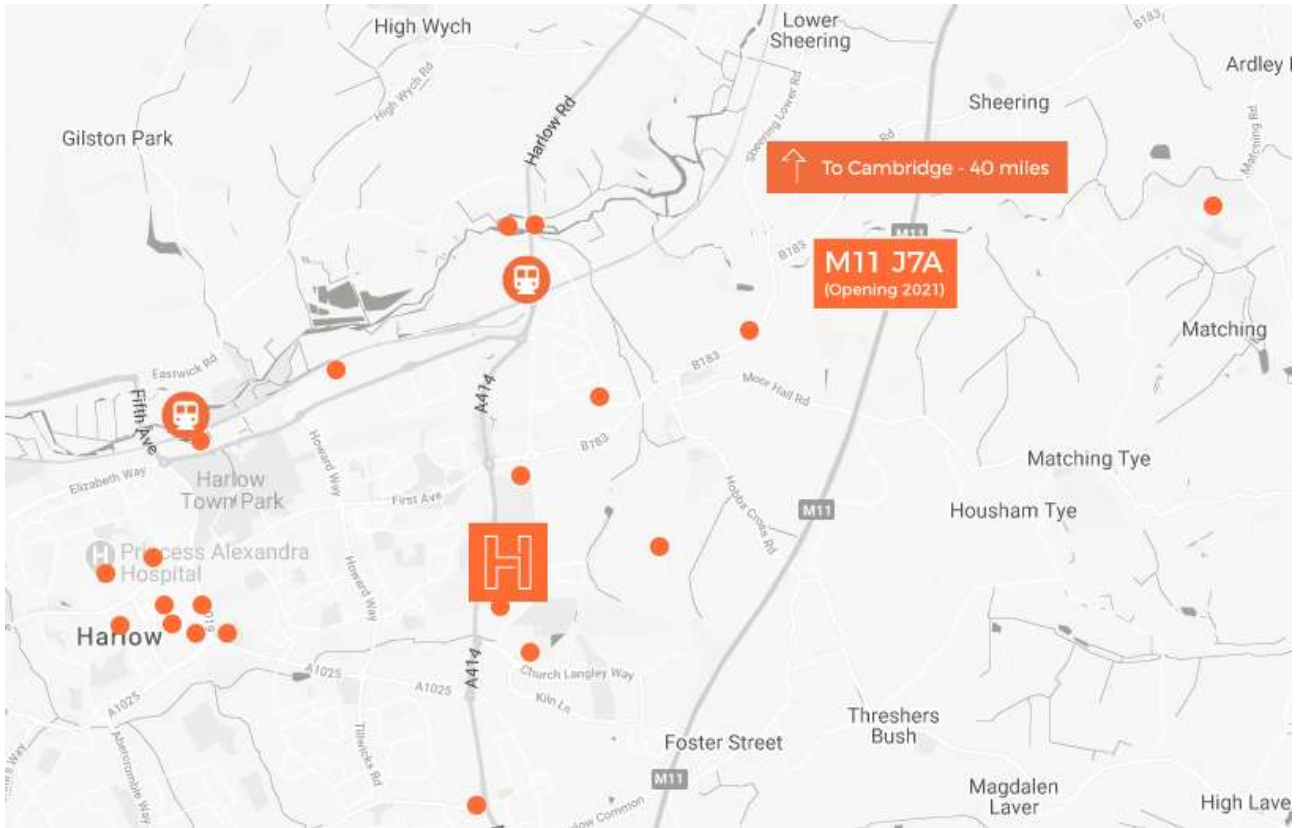 High Wych
Lower
Sheering
B183
Ardley
Sheering
High Wych Rd
Harlow Rd
Sheering Lower Rd
Rd
Matching Rd
Gilston Park
To Cambridge - 40 miles
M11
B183
M11 J7A
(Opening 2021)
Matching
Eastwick Rd
Fifth Ave
A414
B183
Moor Hall Rd
Howard Way
B183
Matching Tye
Elizabeth Way
Harlow
Town Park
First Ave
Hobbs Cross Rd
M11
Housham Tye
H
H
Princess Alexandra
Hospital
Howard Way
Harlow
A1025
A1025
A414
Church Langley Way
Kiln Ln
A1025
Tillwicks Rd
Abercrombie Way
Foster Street
Threshers
Bush
M11
Magdalen
Laver
High Lave
Common